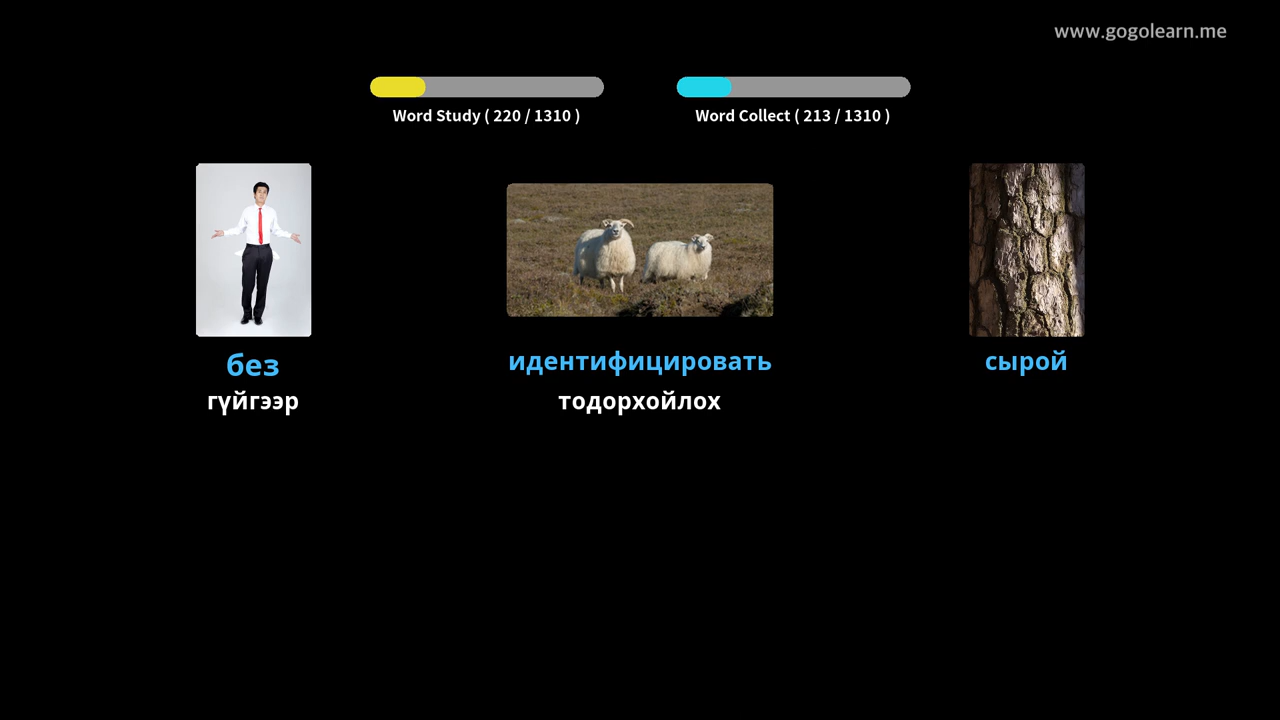 www.gogolearn.me
Word Study ( 220 / 1310 )
Word Collect ( 213 / 1310 )
без
гүйгээр
идентифицировать
тодорхойлох
сырой